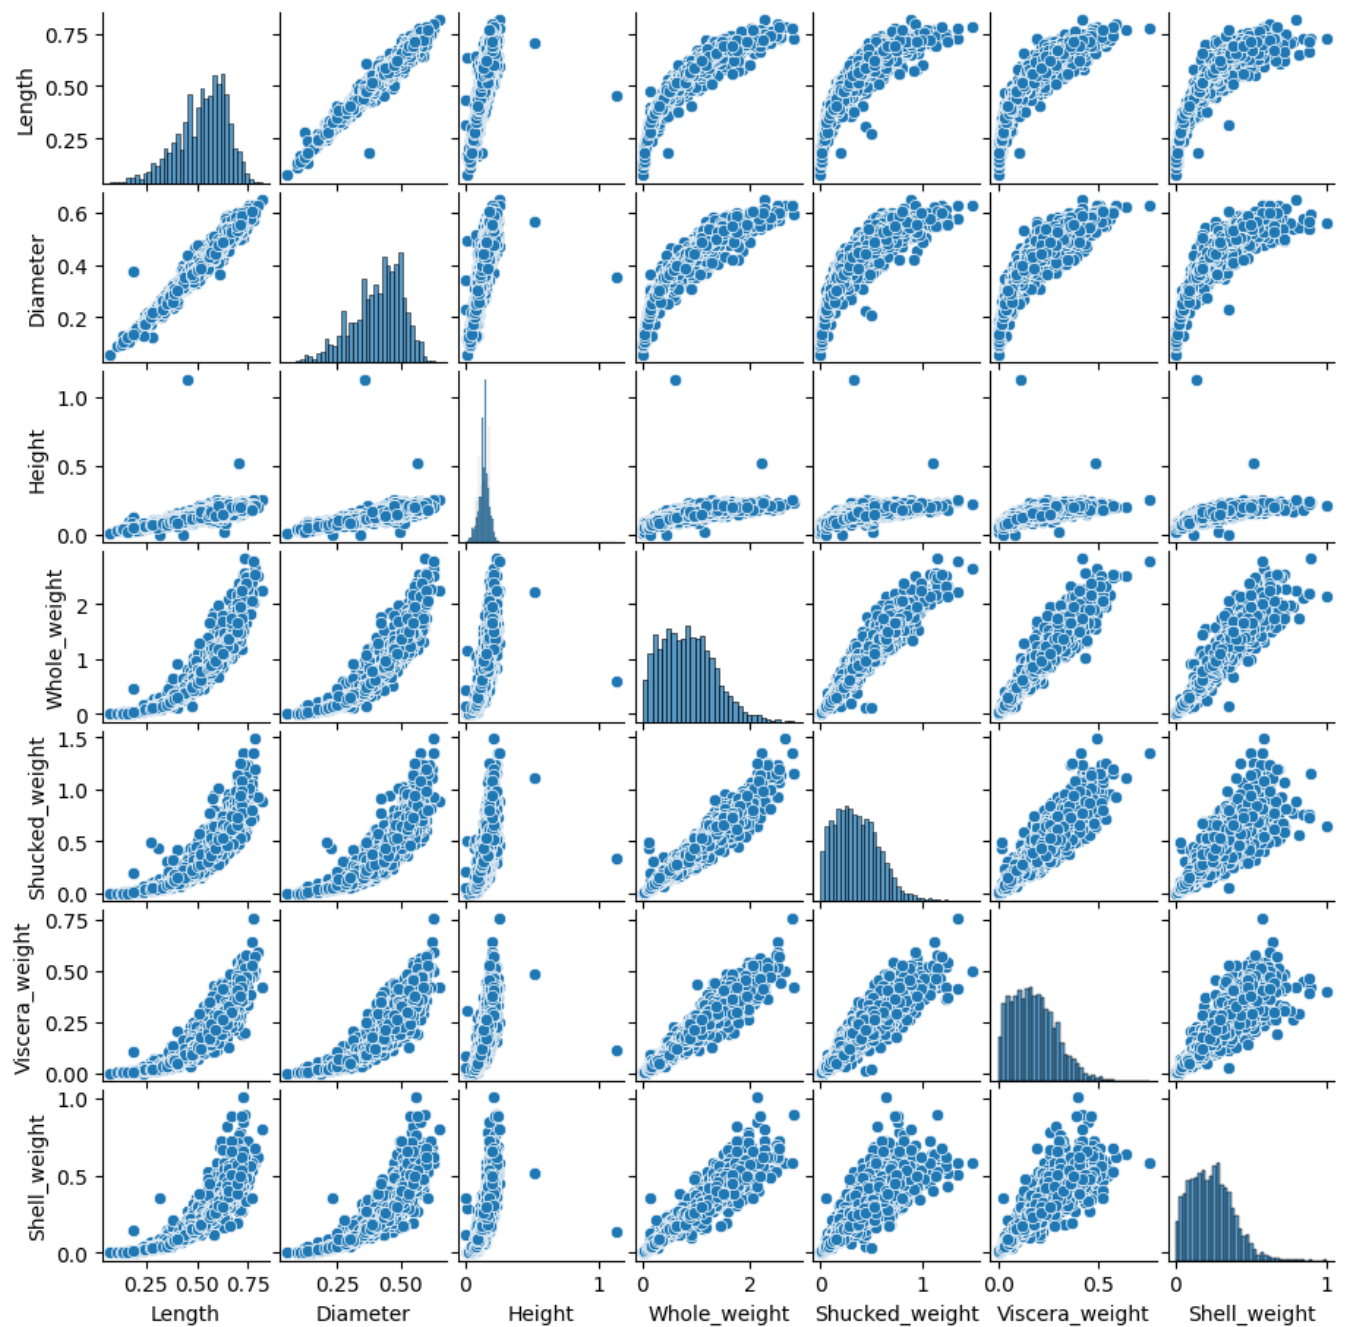 0.75
0.50
0.25
Length
0.6
0.4
0.2
Diameter
1.0
0.5
0.0
Height
2
1
0
Whole_weight
1.5
1.0
0.5
0.0
Shucked_weight
0.75
0.50
0.25
0.00
Viscera_weight
1.0
0.5
0.0
Shell_weight
0.25 0.50 0.75 0.25 0.50 0 1 0 2 0 1 0.0 0.5 0 1
Length Diameter Height Whole_weight Shucked_weight Viscera_weight Shell_weight